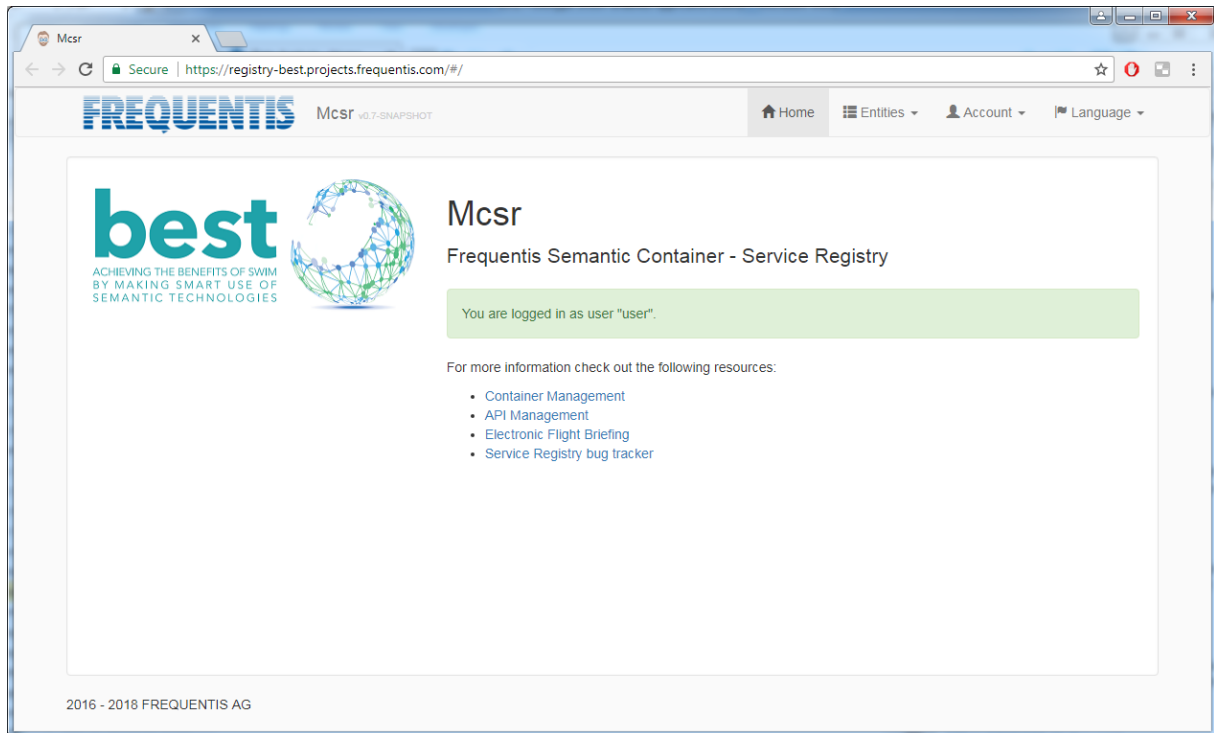 Mcsr
Secure | https://registry-best.projects.frequentis.com/#/
FREQUENTIS Mcsr v0.7-SNAPSHOT Home Entities Account Language
best
ACHIEVING THE BENEFITS OF SWIM
BY MAKING SMART USE OF
SEMANTIC TECHNOLOGIES
Mcsr
Frequentis Semantic Container - Service Registry
You are logged in as user "user".
For more information check out the following resources:
• Container Management
• API Management
• Electronic Flight Briefing
• Service Registry bug tracker
2016 - 2018 FREQUENTIS AG